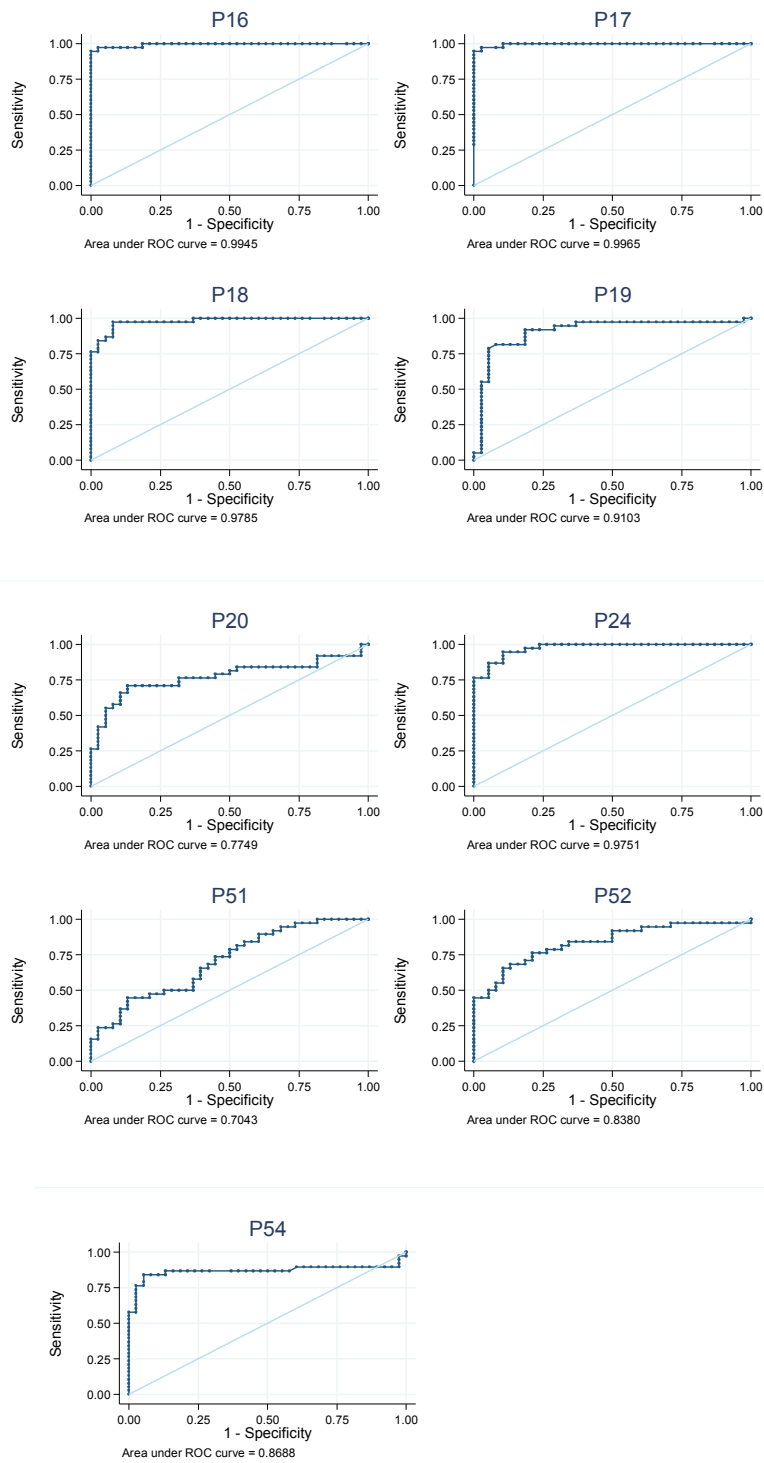 P16
Sensitivity
1.00
0.75
0.50
0.25
0.00
0.00 0.25 0.50 0.75 1.00
1 - Specificity
Area under ROC curve = 0.9945
P17
Sensitivity
1.00
0.75
0.50
0.25
0.00
0.00 0.25 0.50 0.75 1.00
1 - Specificity
Area under ROC curve = 0.9965
P18
Sensitivity
1.00
0.75
0.50
0.25
0.00
0.00 0.25 0.50 0.75 1.00
1 - Specificity
Area under ROC curve = 0.9785
P19
Sensitivity
1.00
0.75
0.50
0.25
0.00
0.00 0.25 0.50 0.75 1.00
1 - Specificity
Area under ROC curve = 0.9103
P20
Sensitivity
1.00
0.75
0.50
0.25
0.00
0.00 0.25 0.50 0.75 1.00
1 - Specificity
Area under ROC curve = 0.7749
P24
Sensitivity
1.00
0.75
0.50
0.25
0.00
0.00 0.25 0.50 0.75 1.00
1 - Specificity
Area under ROC curve = 0.9751
P51
Sensitivity
1.00
0.75
0.50
0.25
0.00
0.00 0.25 0.50 0.75 1.00
1 - Specificity
Area under ROC curve = 0.7043
P52
Sensitivity
1.00
0.75
0.50
0.25
0.00
0.00 0.25 0.50 0.75 1.00
1 - Specificity
Area under ROC curve = 0.8380
P54
Sensitivity
1.00
0.75
0.50
0.25
0.00
0.00 0.25 0.50 0.75 1.00
1 - Specificity
Area under ROC curve = 0.8688